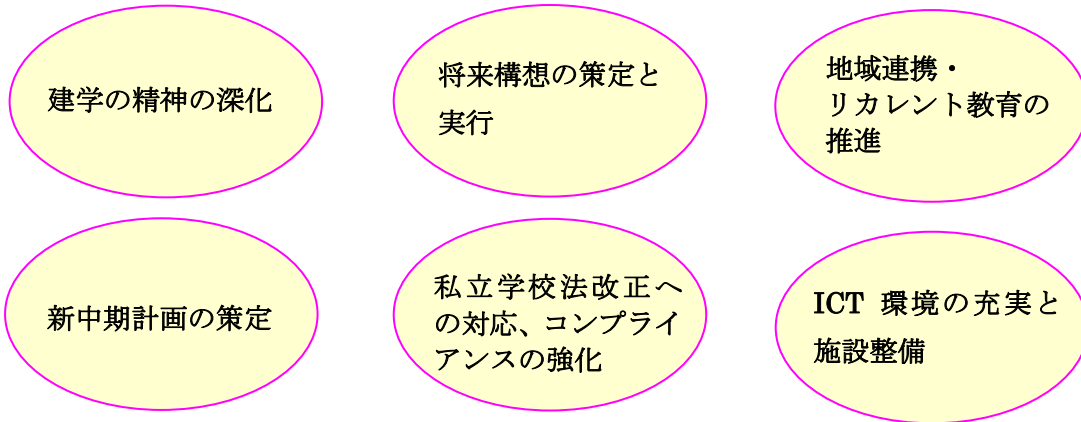 建学の精神の深化
将来構想の策定と
実行
地域連携・
リカレント教育の
推進
新中期計画の策定
私立学校法改正へ
の対応、コンプライ
アンスの強化
ICT 環境の充実と
施設整備